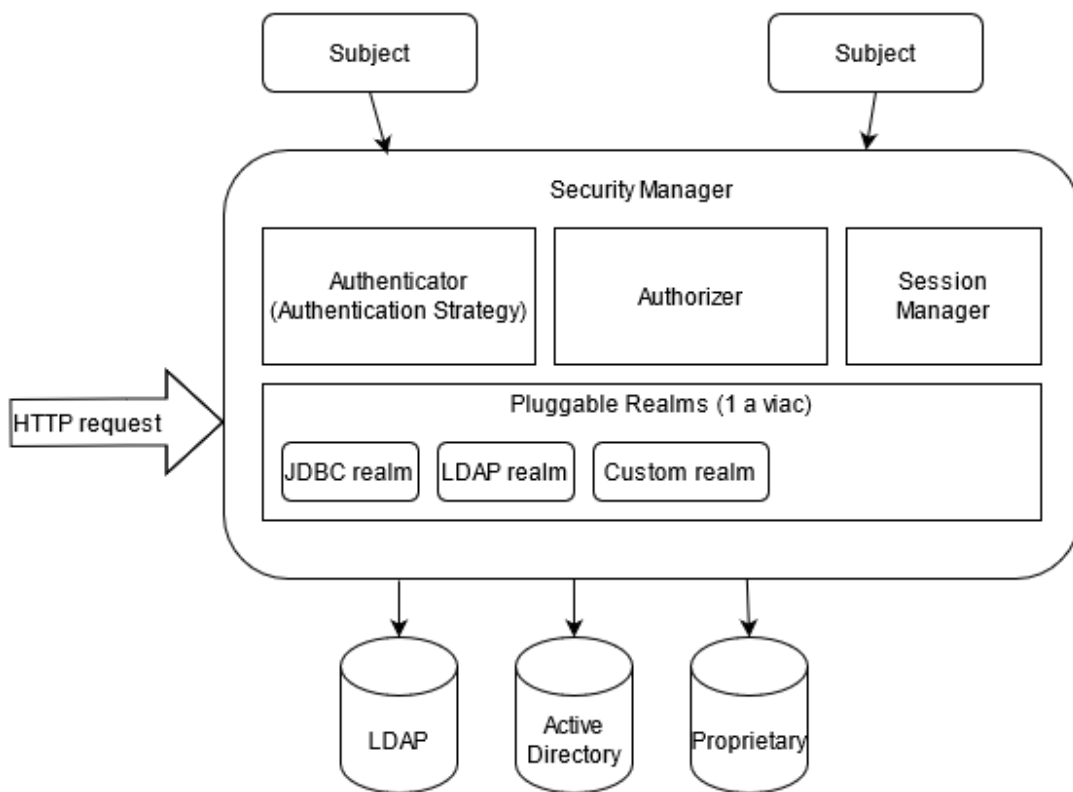 Subject
Subject
Security Manager
Authenticator
(Authentication Strategy)
Authorizer
Session
Manager
HTTP request
Pluggable Realms (1 a viac)
JDBC realm
LDAP realm
Custom realm
LDAP
Active
Directory
Proprietary